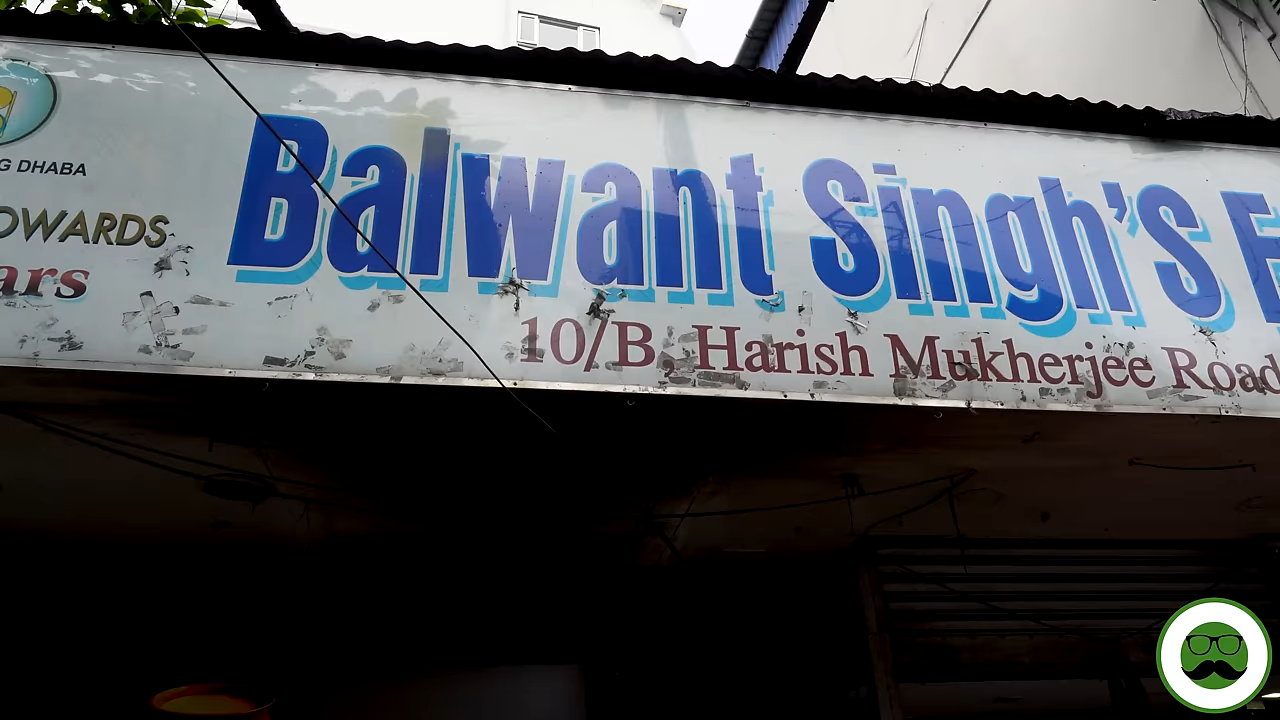 G DHABA
OWARDS
ars
Balwant Singh'S E
10/B, Harish Mukherjee Road